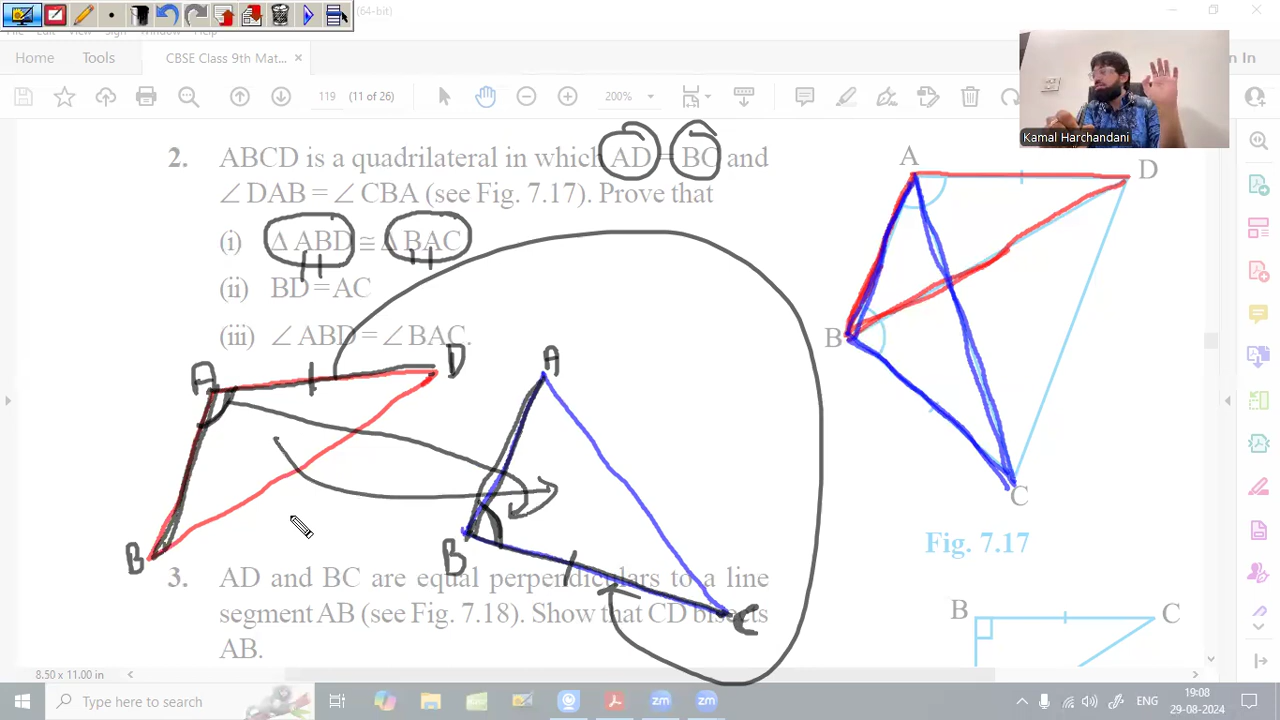 (64-bit)
Home Tools CBSE Class 9th Mat... × In
119 (11 of 26) 200%
Kamal Harchandani
2. ABCD is a quadrilateral in which AD = BC and
∠ DAB = ∠ CBA (see Fig. 7.17). Prove that
(i) Δ ABD ≅ Δ BAC
(ii) BD = AC
(iii) ∠ ABD = ∠ BAC.
A D
B
C
Fig. 7.17
A D
B
A
B
C
3. AD and BC are equal perpendiculars to a line
segment AB (see Fig. 7.18). Show that CD bisects
AB.
B C
8.50 x 11.00 in
Type here to search
ENG
19:08
29-08-2024